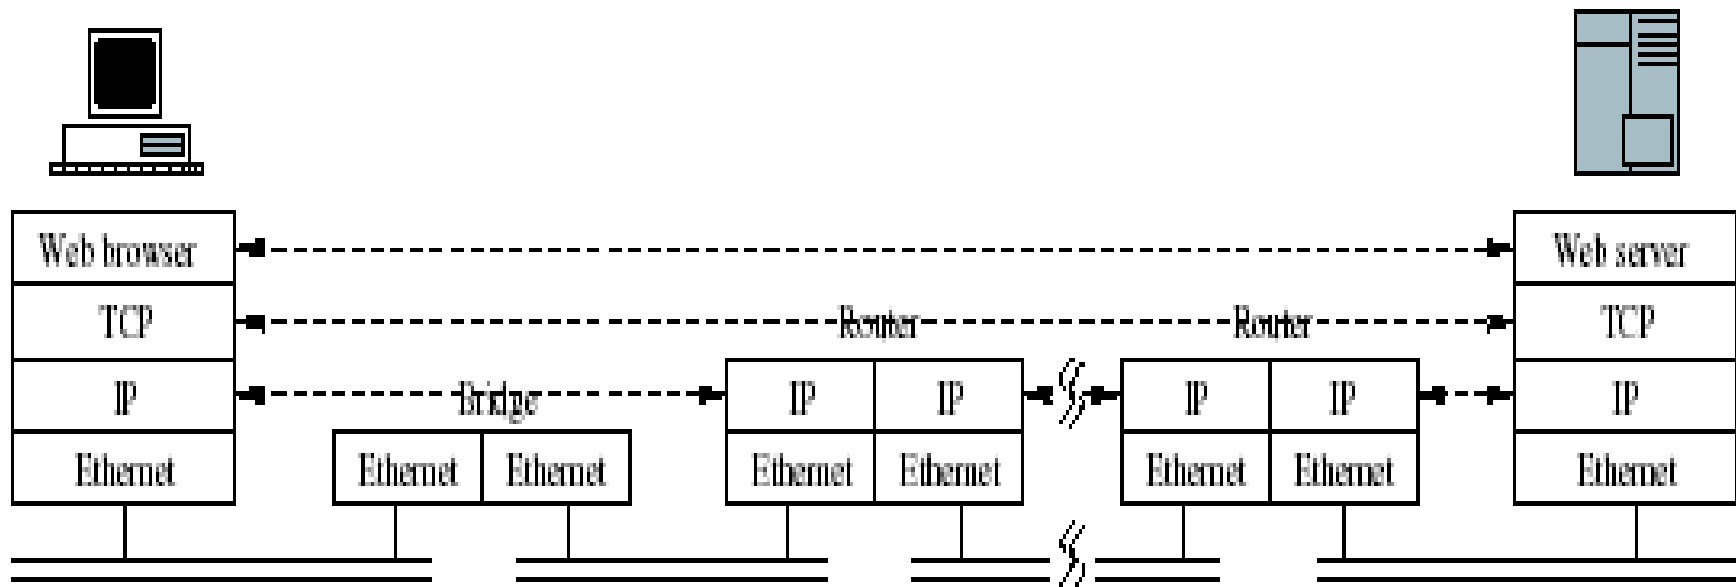 Web browser
Web server
TCP
Router
Router
TCP
IP
Bridge
IP
IP
IP
IP
IP
Ethernet
Ethernet
Ethernet
Ethernet
Ethernet
Ethernet
Ethernet
Ethernet